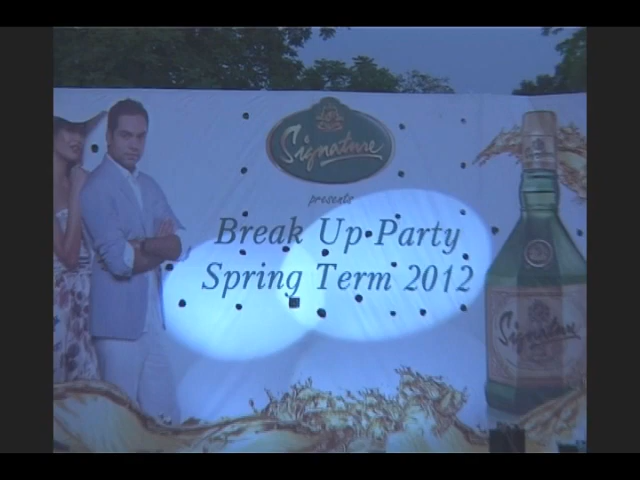 Signature
presents
Break Up Party
Spring Term 2012
Signature